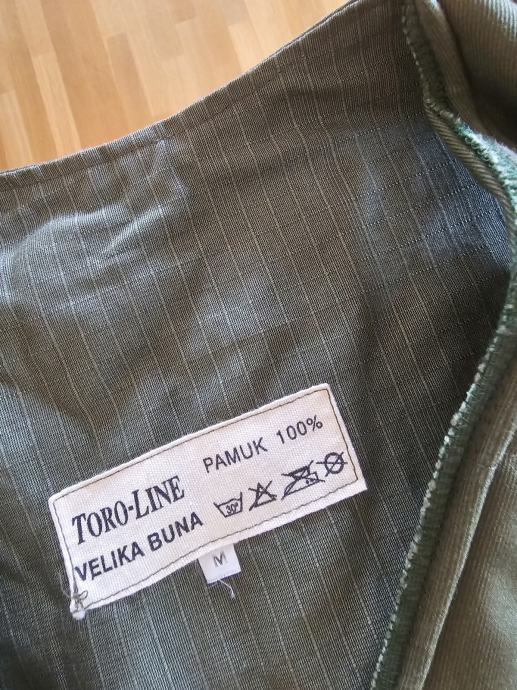 TORO-LINE
VELIKA BUNA
PAMUK 100%
30°
M